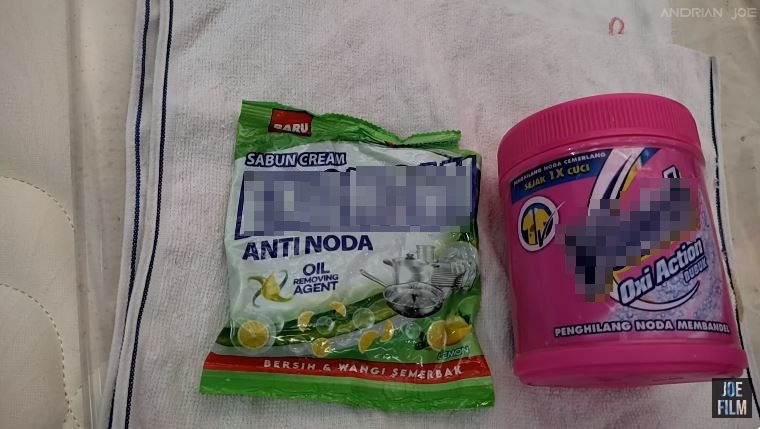 ANDRIAN JOE
BARU
SABUN CREAM
ANTI NODA
OIL
REMOVING
AGENT
LEMON
BERSIH & WANGI SEMERBAK
NODA CEMERLANG
SEJAK 1X CUCI
Oxi Action
BUBUK
PENGHILANG NODA MEMBANDEL
JOE
FILM